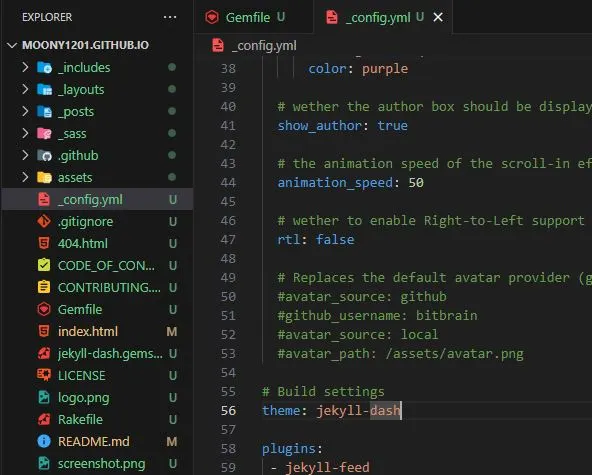 EXPLORER ...
MOONY1201.GITHUB.IO
_includes
_layouts
_posts
_sass
.github
assets
_config.yml U
.gitignore U
404.html U
CODE_OF_CON... U
CONTRIBUTING.... U
Gemfile U
index.html M
jekyll-dash.gems... U
LICENSE U
logo.png U
Rakefile U
README.md M
screenshot.png U
Gemfile U
_config.yml U
_config.yml
38 color: purple
39
40 # wether the author box should be display
41 show_author: true
42
43 # the animation speed of the scroll-in ef
44 animation_speed: 50
45
46 # wether to enable Right-to-Left support
47 rtl: false
48
49 # Replaces the default avatar provider (g
50 #avatar_source: github
51 #github_username: bitbrain
52 #avatar_source: local
53 #avatar_path: /assets/avatar.png
54
55 # Build settings
56 theme: jekyll-dash
57
58 plugins:
59 - jekyll-feed